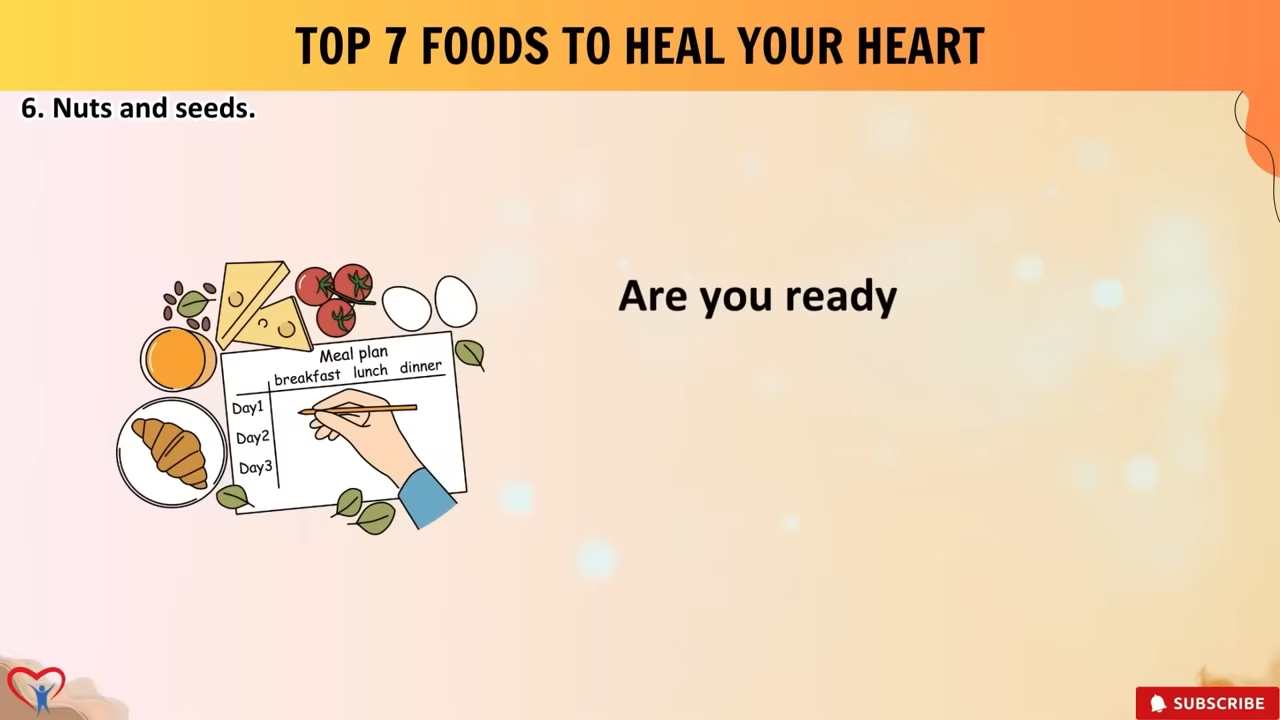 TOP 7 FOODS TO HEAL YOUR HEART
6. Nuts and seeds.
Are you ready
Meal plan
breakfast lunch dinner
Day1
Day2
Day3
SUBSCRIBE